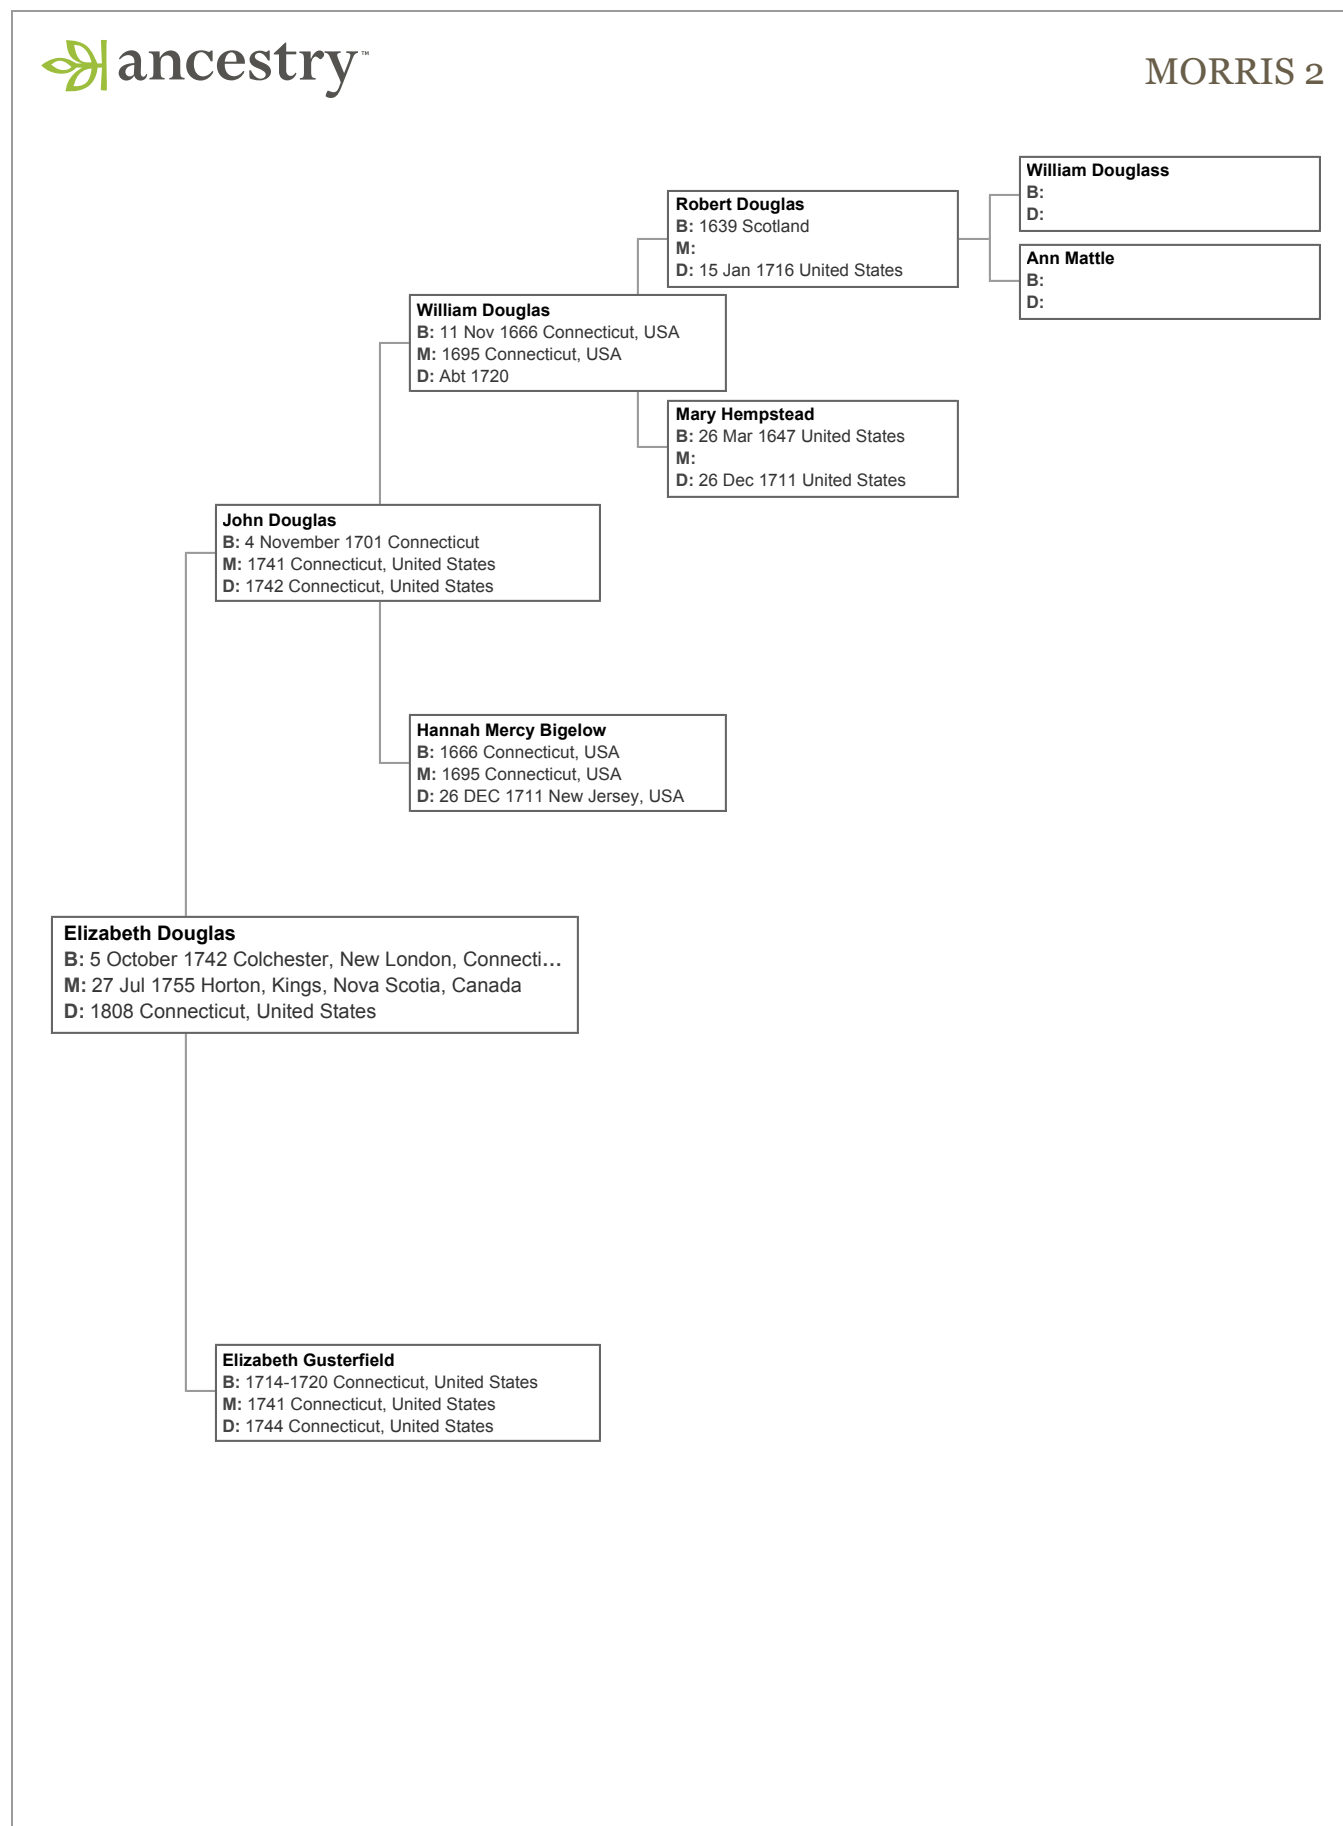 ancestry™
MORRIS 2
William Douglass
B:
D:
Robert Douglas
B: 1639 Scotland
M:
D: 15 Jan 1716 United States
Ann Mattle
B:
D:
William Douglas
B: 11 Nov 1666 Connecticut, USA
M: 1695 Connecticut, USA
D: Abt 1720
Mary Hempstead
B: 26 Mar 1647 United States
M:
D: 26 Dec 1711 United States
John Douglas
B: 4 November 1701 Connecticut
M: 1741 Connecticut, United States
D: 1742 Connecticut, United States
Hannah Mercy Bigelow
B: 1666 Connecticut, USA
M: 1695 Connecticut, USA
D: 26 DEC 1711 New Jersey, USA
Elizabeth Douglas
B: 5 October 1742 Colchester, New London, Connecti...
M: 27 Jul 1755 Horton, Kings, Nova Scotia, Canada
D: 1808 Connecticut, United States
Elizabeth Gusterfield
B: 1714-1720 Connecticut, United States
M: 1741 Connecticut, United States
D: 1744 Connecticut, United States